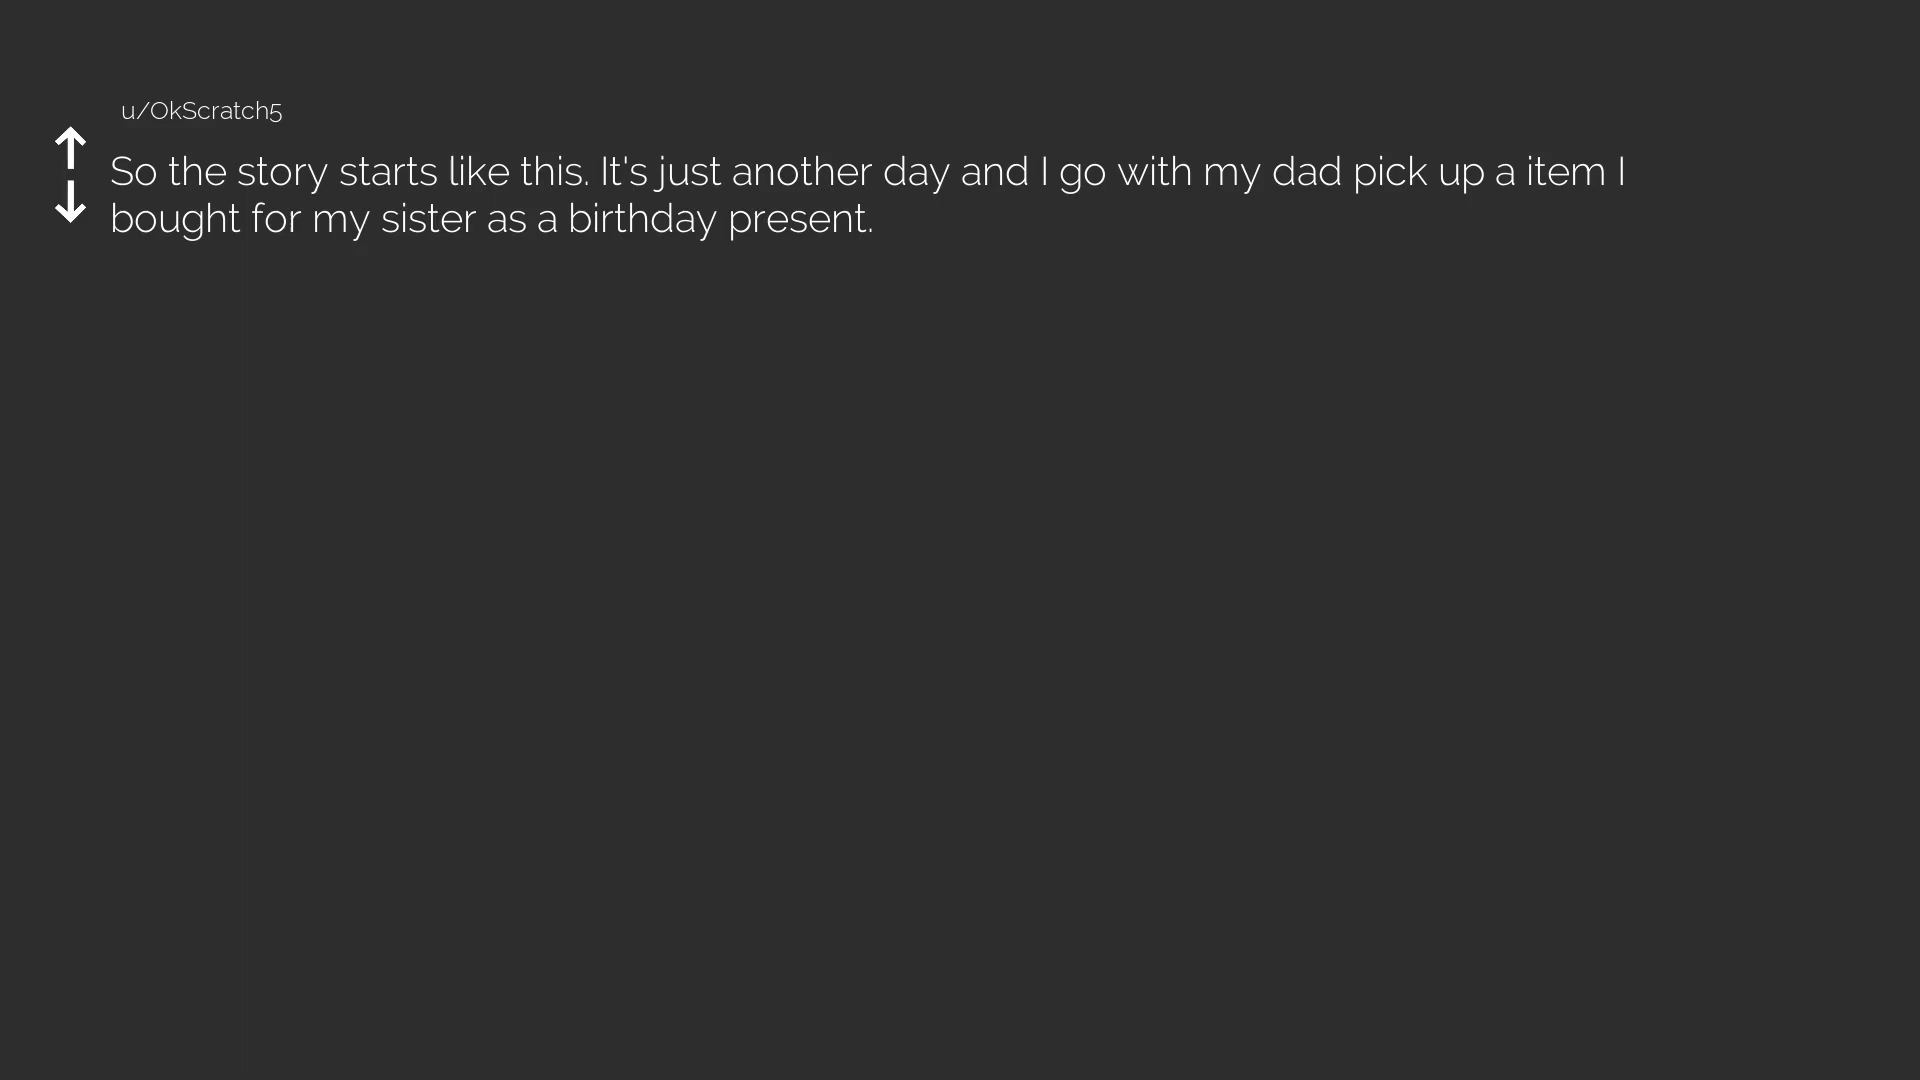 u/OkScratch5
So the story starts like this. It's just another day and I go with my dad pick up a item I
bought for my sister as a birthday present.